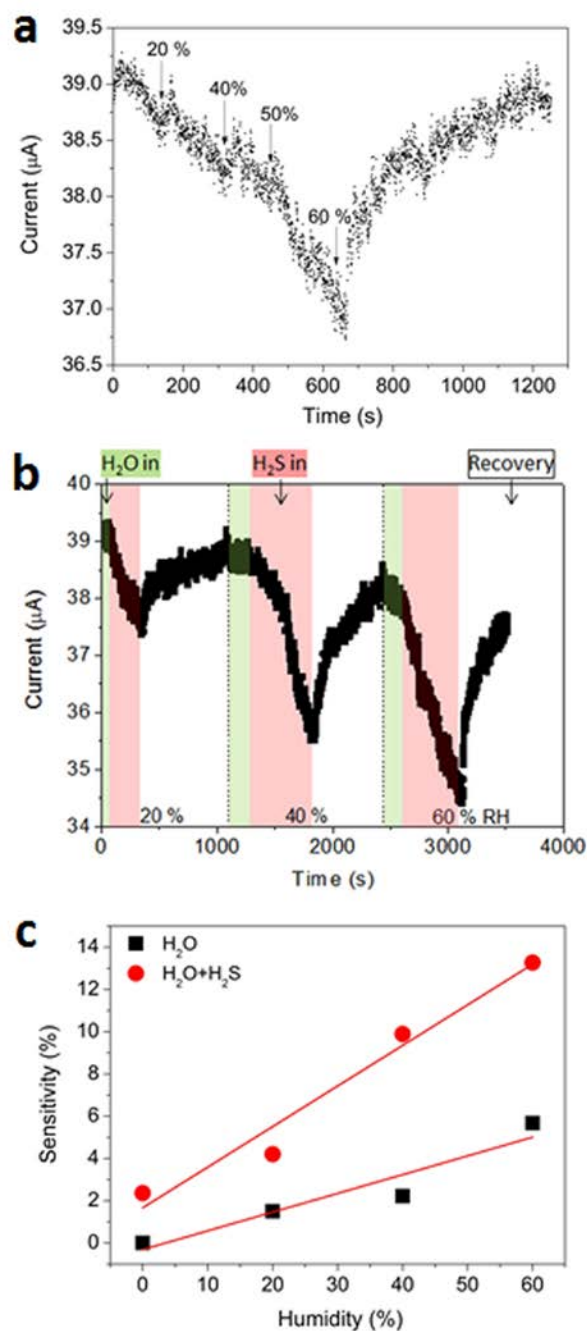 a
39.5
39.0
38.5
38.0
37.5
37.0
36.5
Current (μA)
20 %
40%
50%
60 %
0 200 400 600 800 1000 1200
Time (s)
H₂O in
H₂S in
Recovery
b
40
39
38
37
36
35
34
Current (μA)
20 %
40 %
60 % RH
0 1000 2000 3000 4000
Time (s)
c
14
12
10
8
6
4
2
0
Sensitivity (%)
H₂O
H₂O+H₂S
0 10 20 30 40 50 60
Humidity (%)